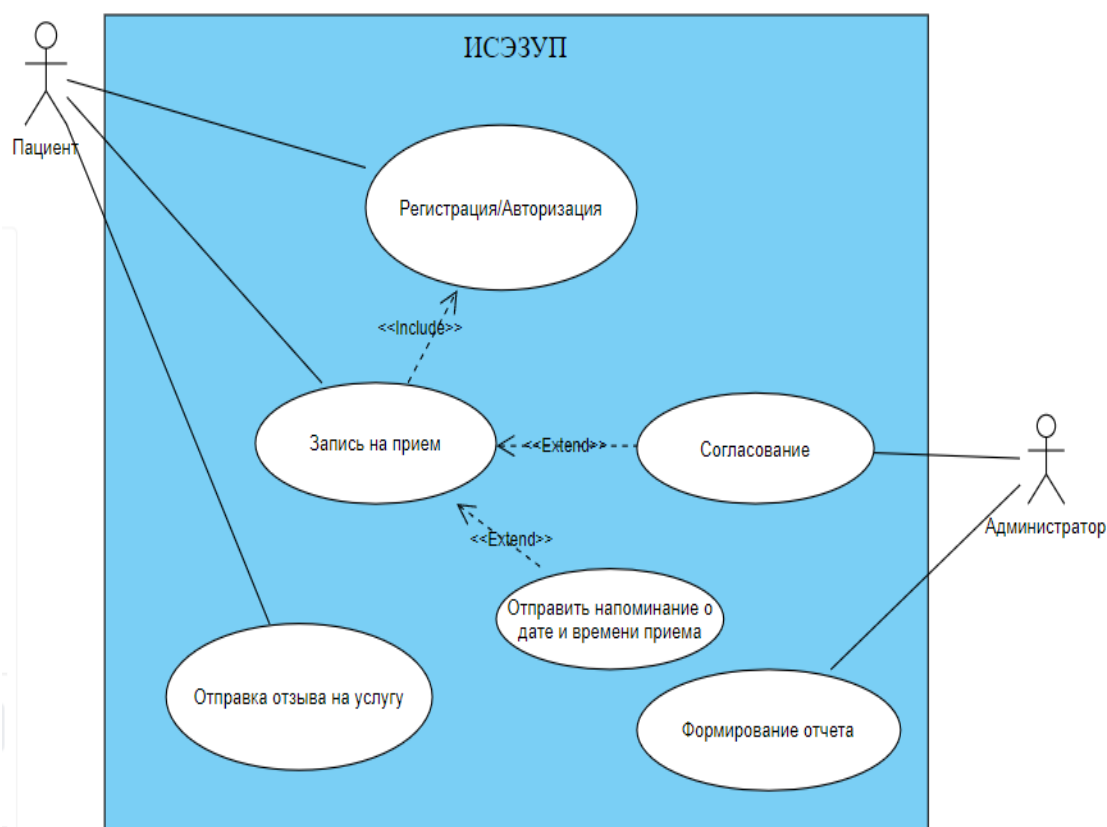 ИСЭЗУП
Пациент
Регистрация/Авторизация
<<Include>>
Запись на прием
<<Extend>>
Согласование
Администратор
<<Extend>>
Отправить напоминание о
дате и времени приема
Отправка отзыва на услугу
Формирование отчета